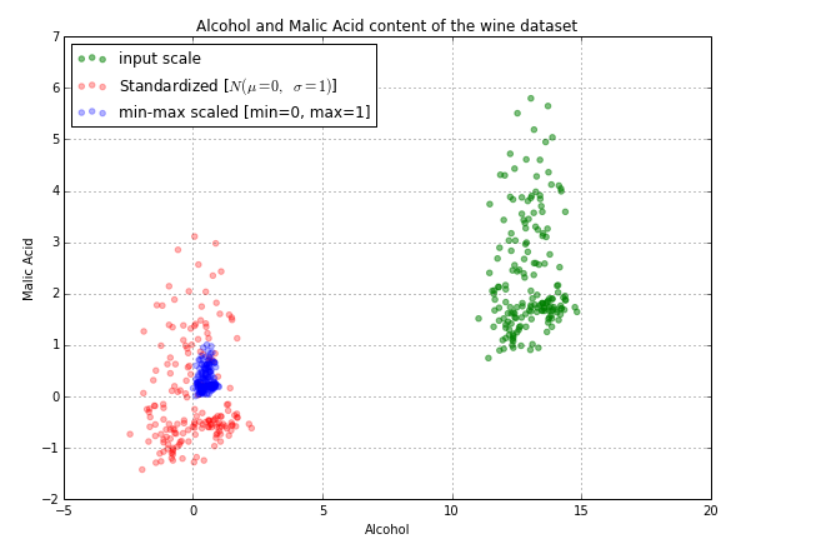 Alcohol and Malic Acid content of the wine dataset
7
input scale
Standardized [N(μ=0, σ=1)]
min-max scaled [min=0, max=1]
6
5
4
3
2
1
0
−1
−2
Malic Acid
−5 0 5 10 15 20
Alcohol